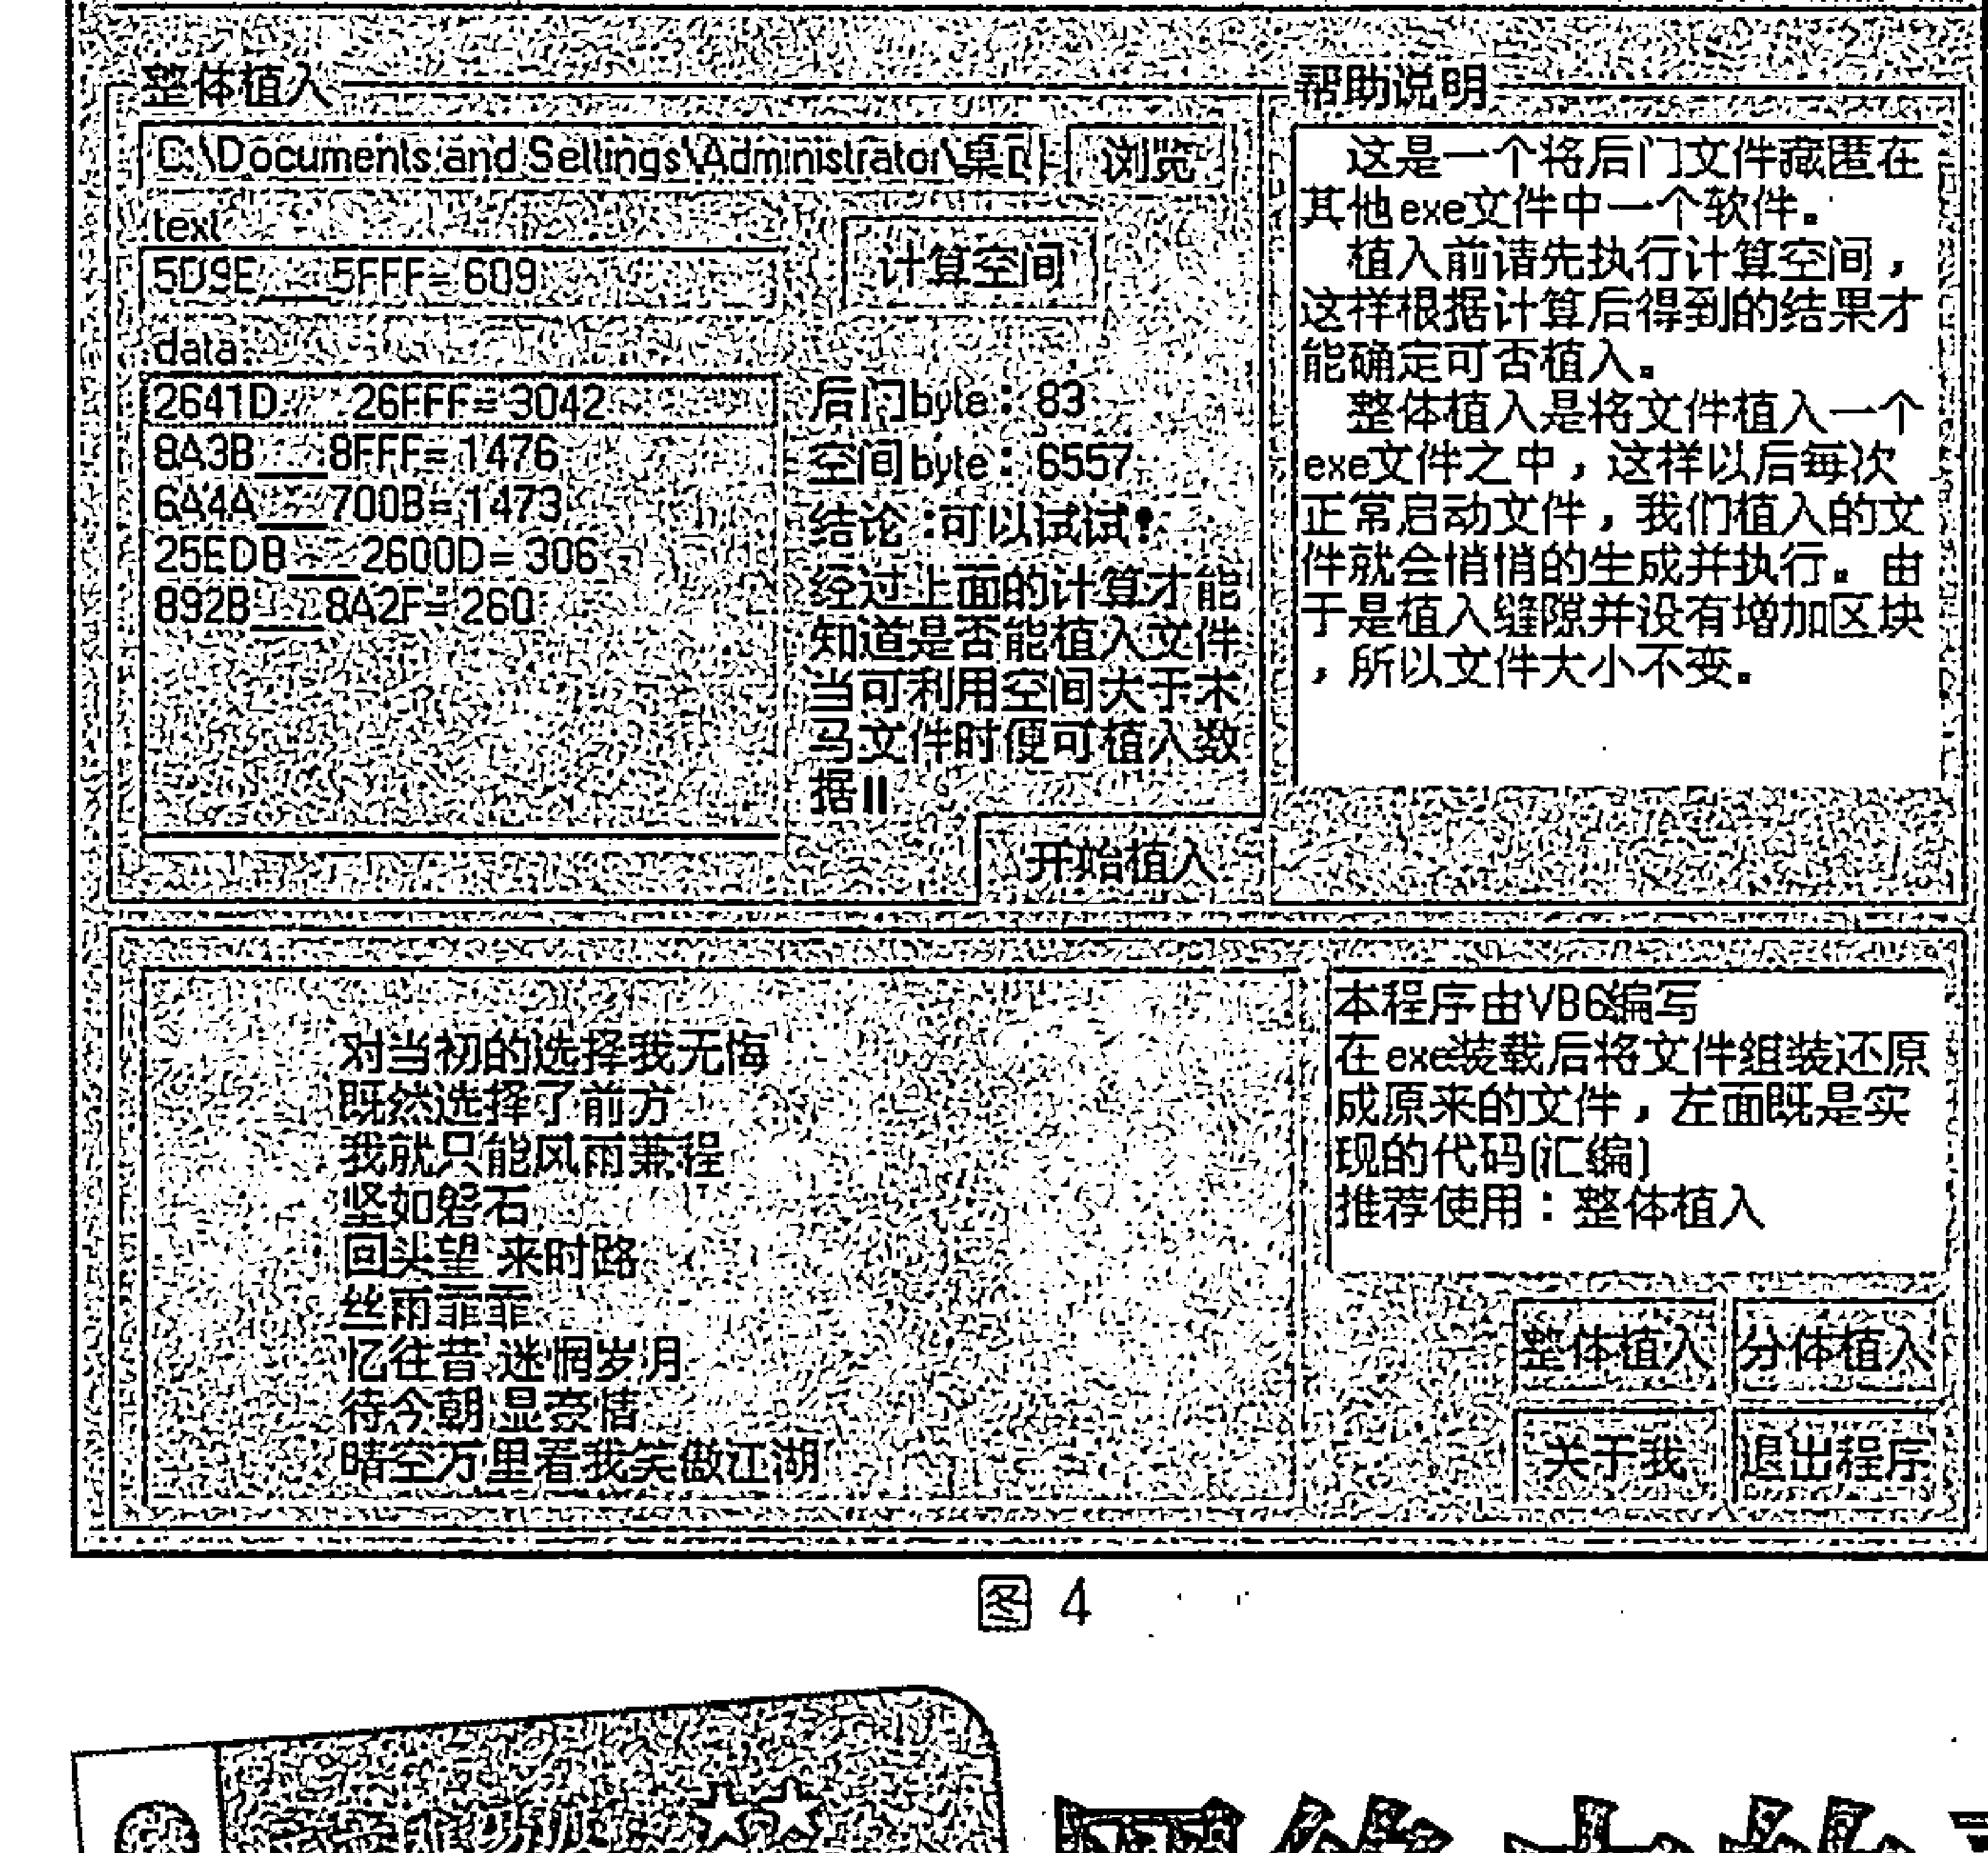 整体植入
C:\Documents and Settings\Administrator\桌
浏览
text
5D9E___5FFF= 609
计算空间
data
2641D___26FFF= 3042
8A3B___8FFF= 1476
6A4A___700B= 1473
25EDB___2600D= 306
892B___8A2F= 260
后门byte：83
空间byte：6557
结论:可以试试!
经过上面的计算才能
知道是否能植入文件
当可利用空间大于木
马文件时便可植入数
据!!
开始植入
帮助说明
这是一个将后门文件藏匿在
其他exe文件中一个软件。
植入前请先执行计算空间，
这样根据计算后得到的结果才
能确定可否植入。
整体植入是将文件植入一个
exe文件之中，这样以后每次
正常启动文件，我们植入的文
件就会悄悄的生成并执行。由
于是植入缝隙并没有增加区块
，所以文件大小不变。
对当初的选择我无悔
既然选择了前方
我就只能风雨兼程
坚如磐石
回头望 来时路
丝雨霏霏
忆往昔 迷惘岁月
待今朝 显豪情
晴空万里看我笑傲江湖
本程序由VB6编写
在exe装载后将文件组装还原
成原来的文件，左面既是实
现的代码(汇编)
推荐使用：整体植入
整体植入
分体植入
关于我
退出程序
图 4